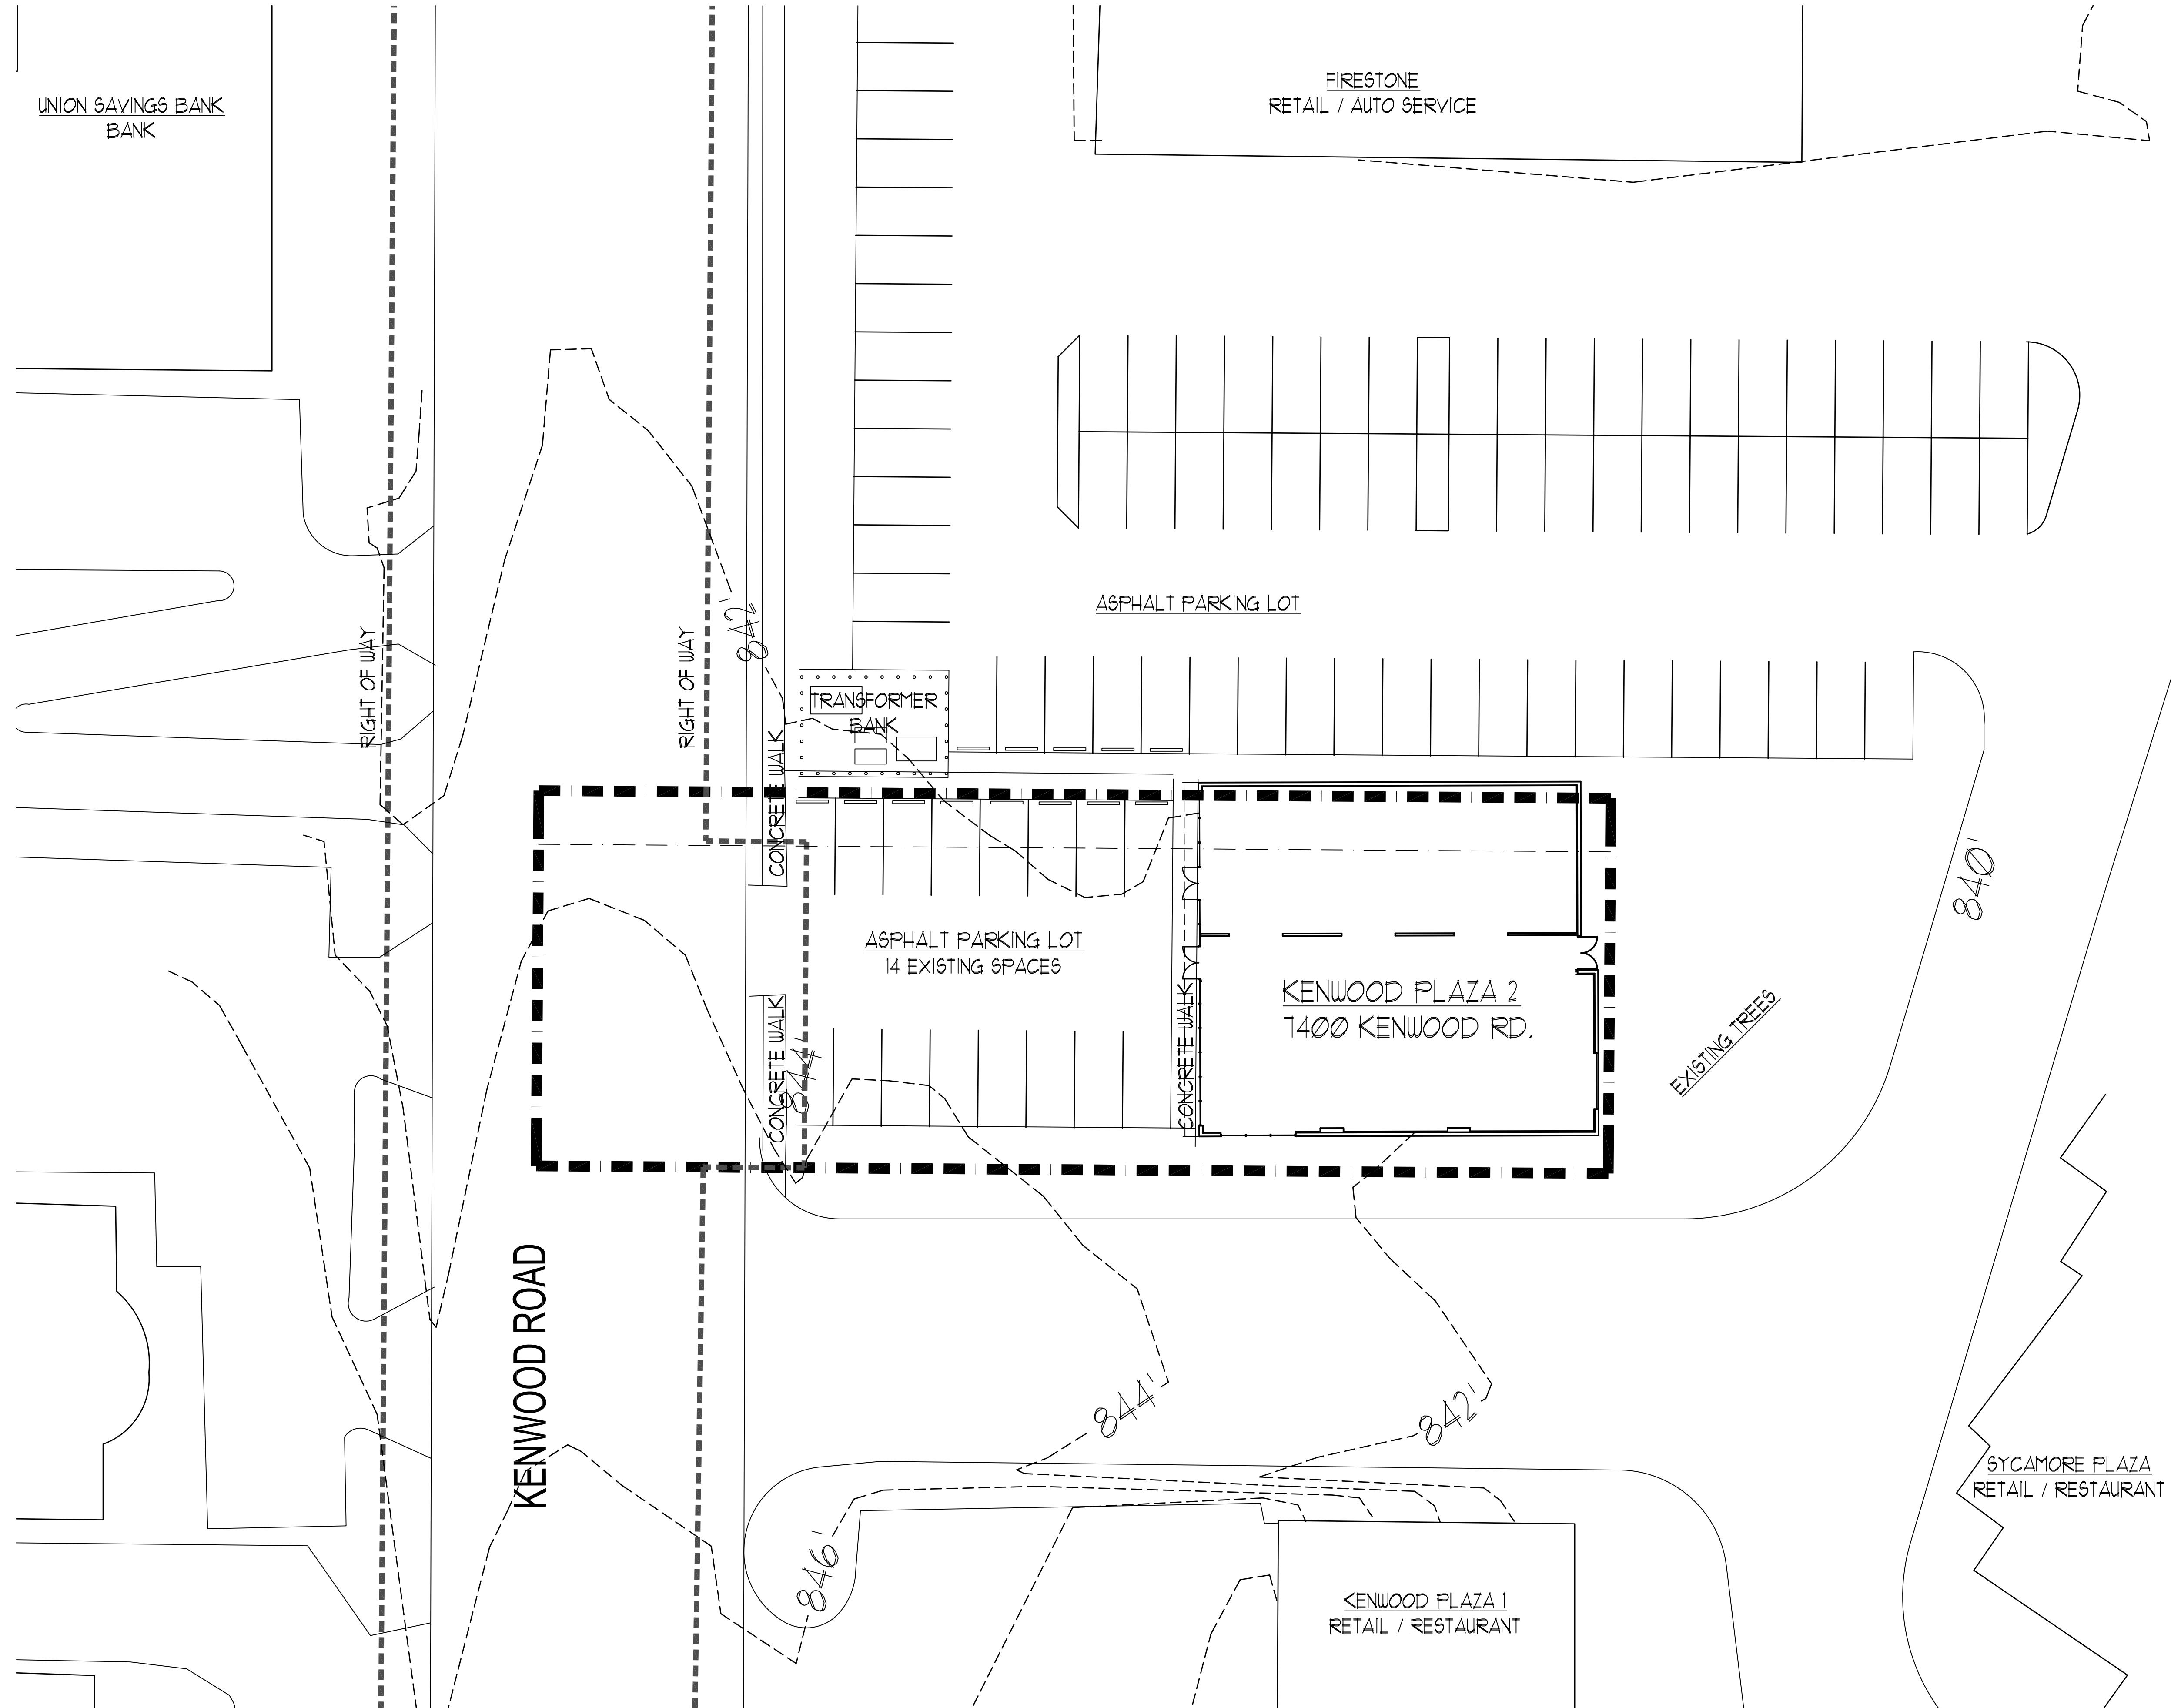 UNION SAVINGS BANK
BANK
FIRESTONE
RETAIL / AUTO SERVICE
842'
ASPHALT PARKING LOT
RIGHT OF WAY
RIGHT OF WAY
TRANSFORMER
BANK
CONCRETE WALK
840'
ASPHALT PARKING LOT
14 EXISTING SPACES
KENWOOD PLAZA 2
7400 KENWOOD RD.
CONCRETE WALK
844'
CONCRETE WALK
EXISTING TREES
KENWOOD ROAD
844'
842'
SYCAMORE PLAZA
RETAIL / RESTAURANT
846'
KENWOOD PLAZA 1
RETAIL / RESTAURANT